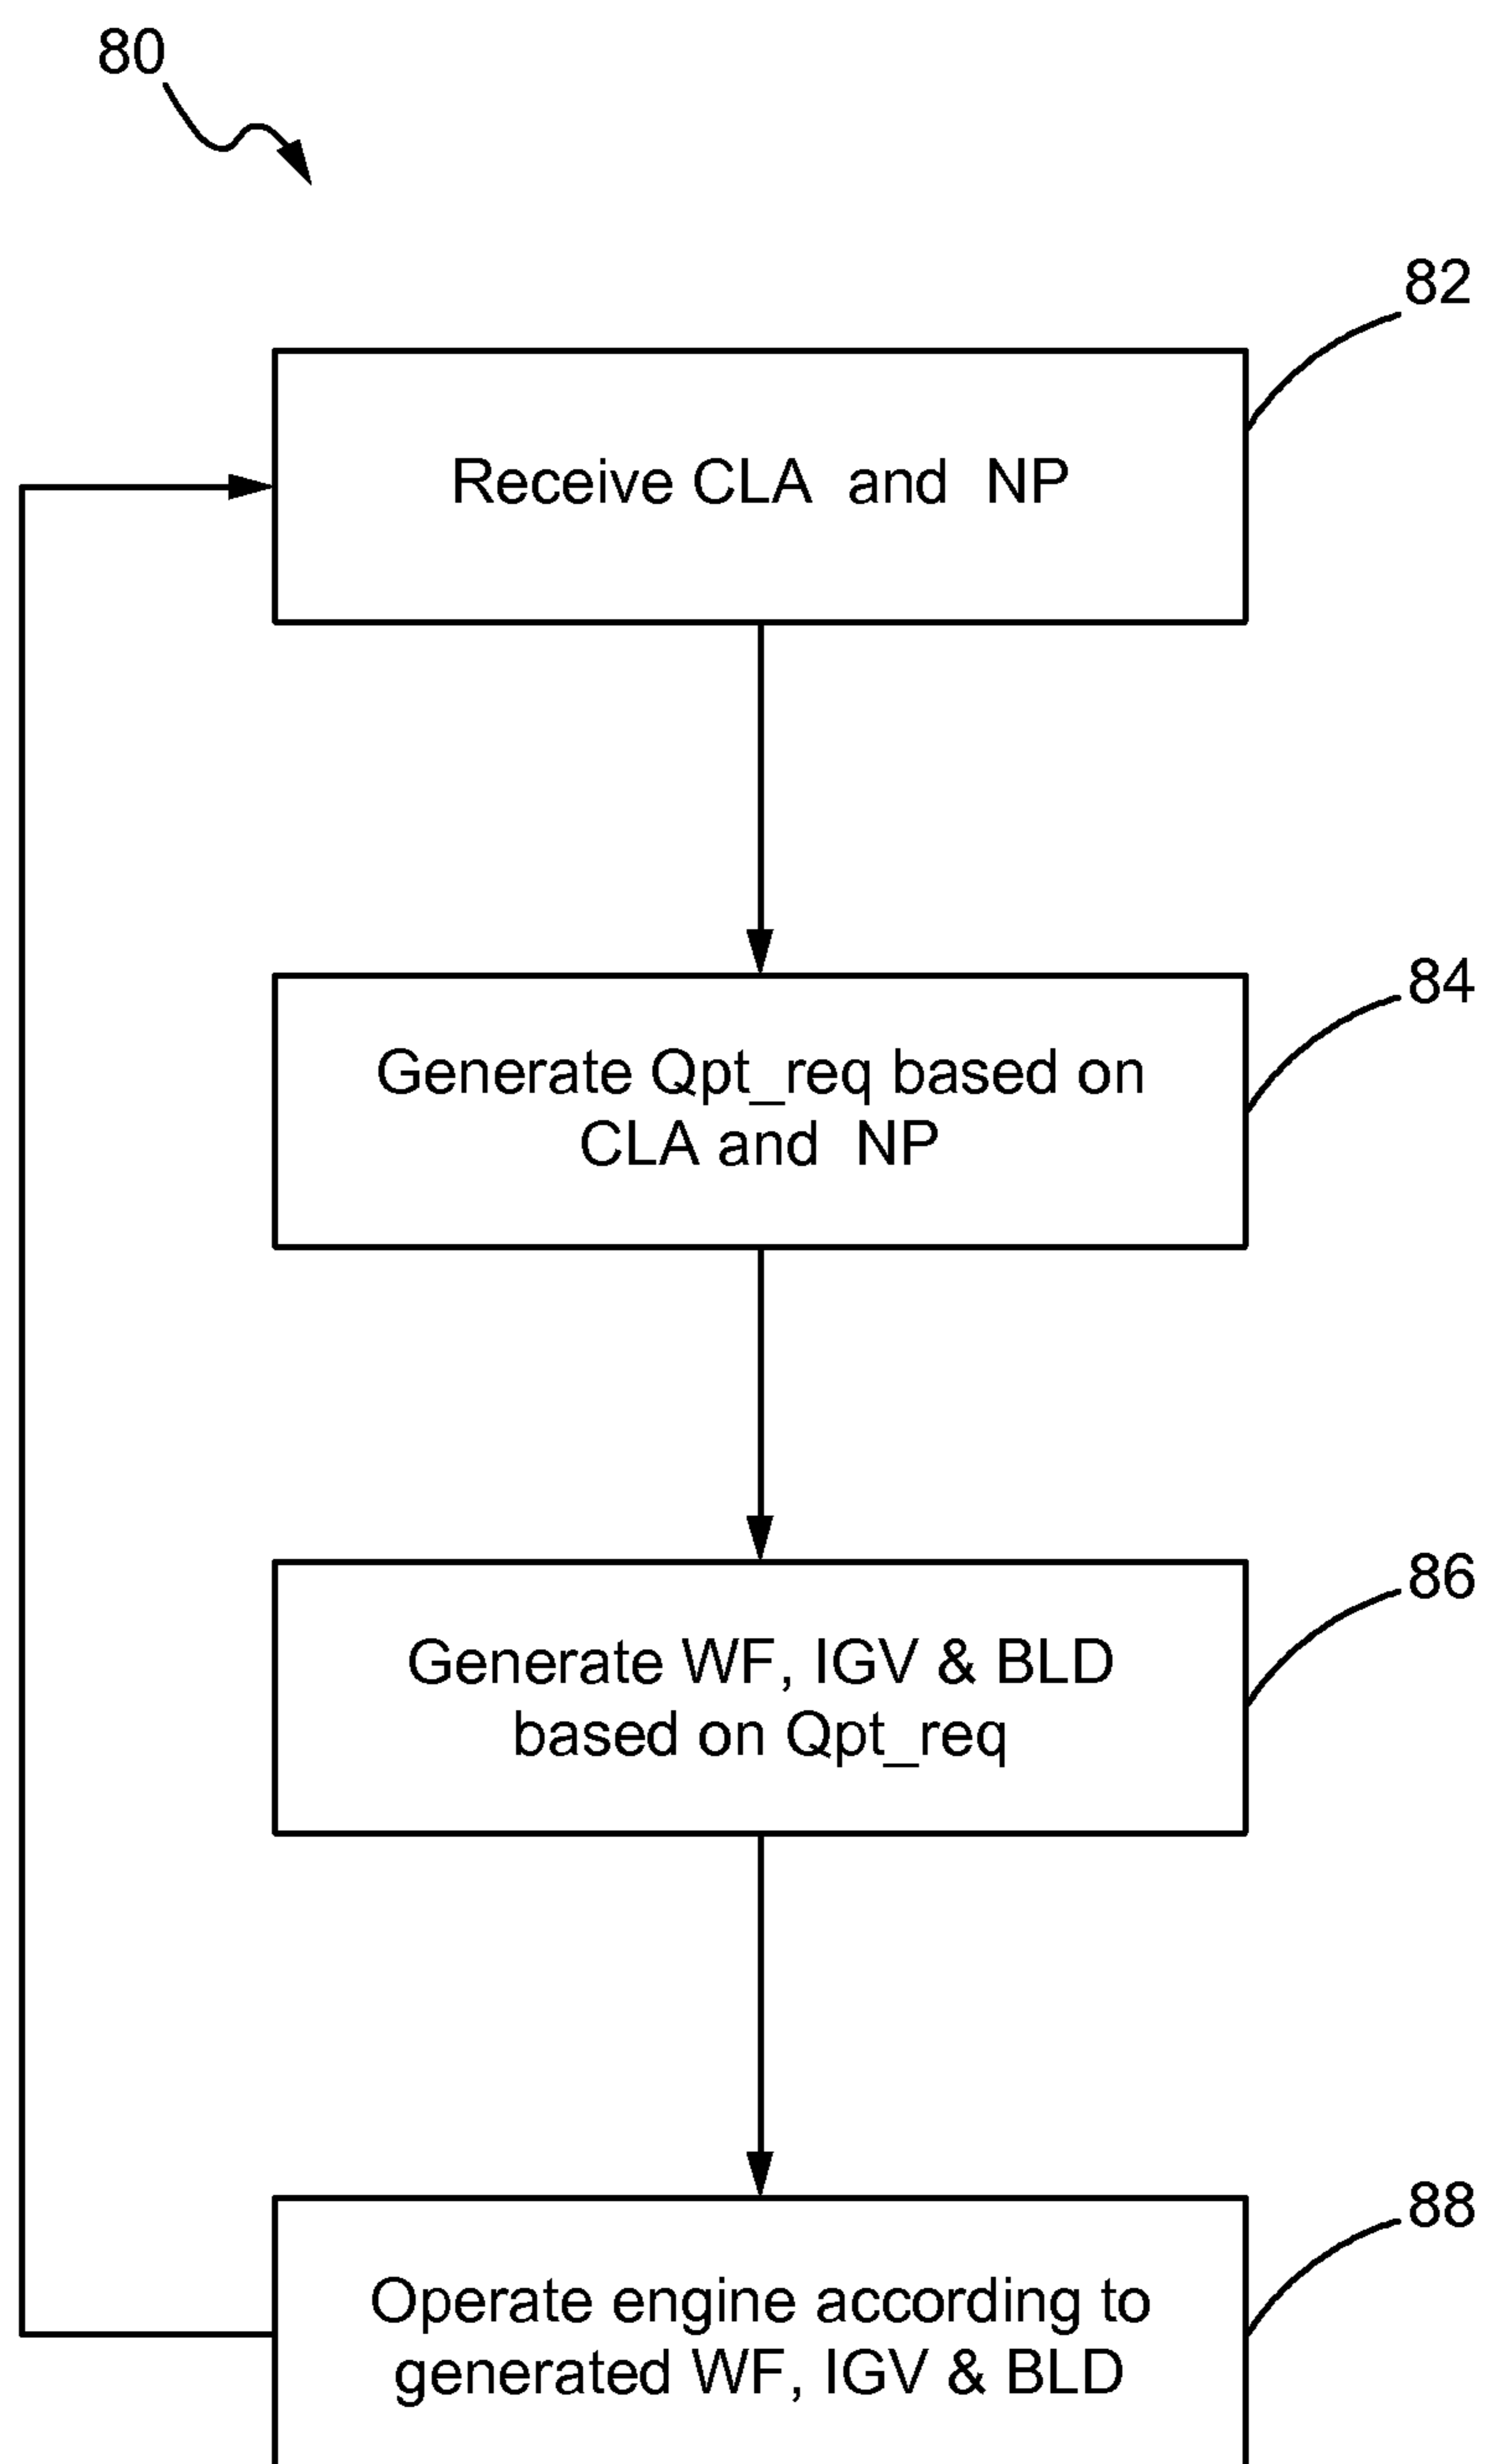 80
82
Receive CLA and NP
84
Generate Qpt_req based on
CLA and NP
86
Generate WF, IGV & BLD
based on Qpt_req
88
Operate engine according to
generated WF, IGV & BLD